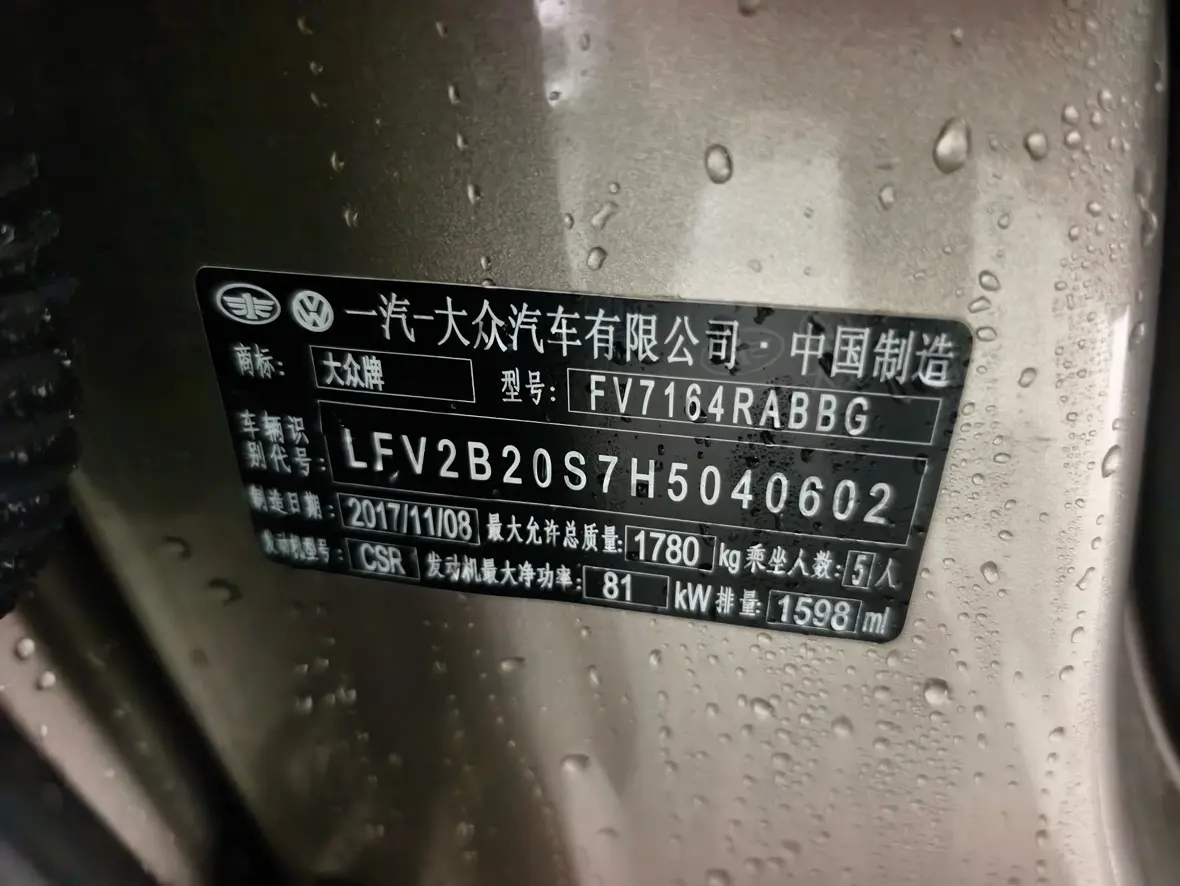 一汽-大众汽车有限公司·中国制造
商标: 大众牌 型号: FV7164RABBG
车辆识别代号: LFV2B20S7H5040602
制造日期: 2017/11/08 最大允许总质量: 1780 kg 乘坐人数: 5 人
发动机型号: CSR 发动机最大净功率: 81 kW 排量: 1598 ml